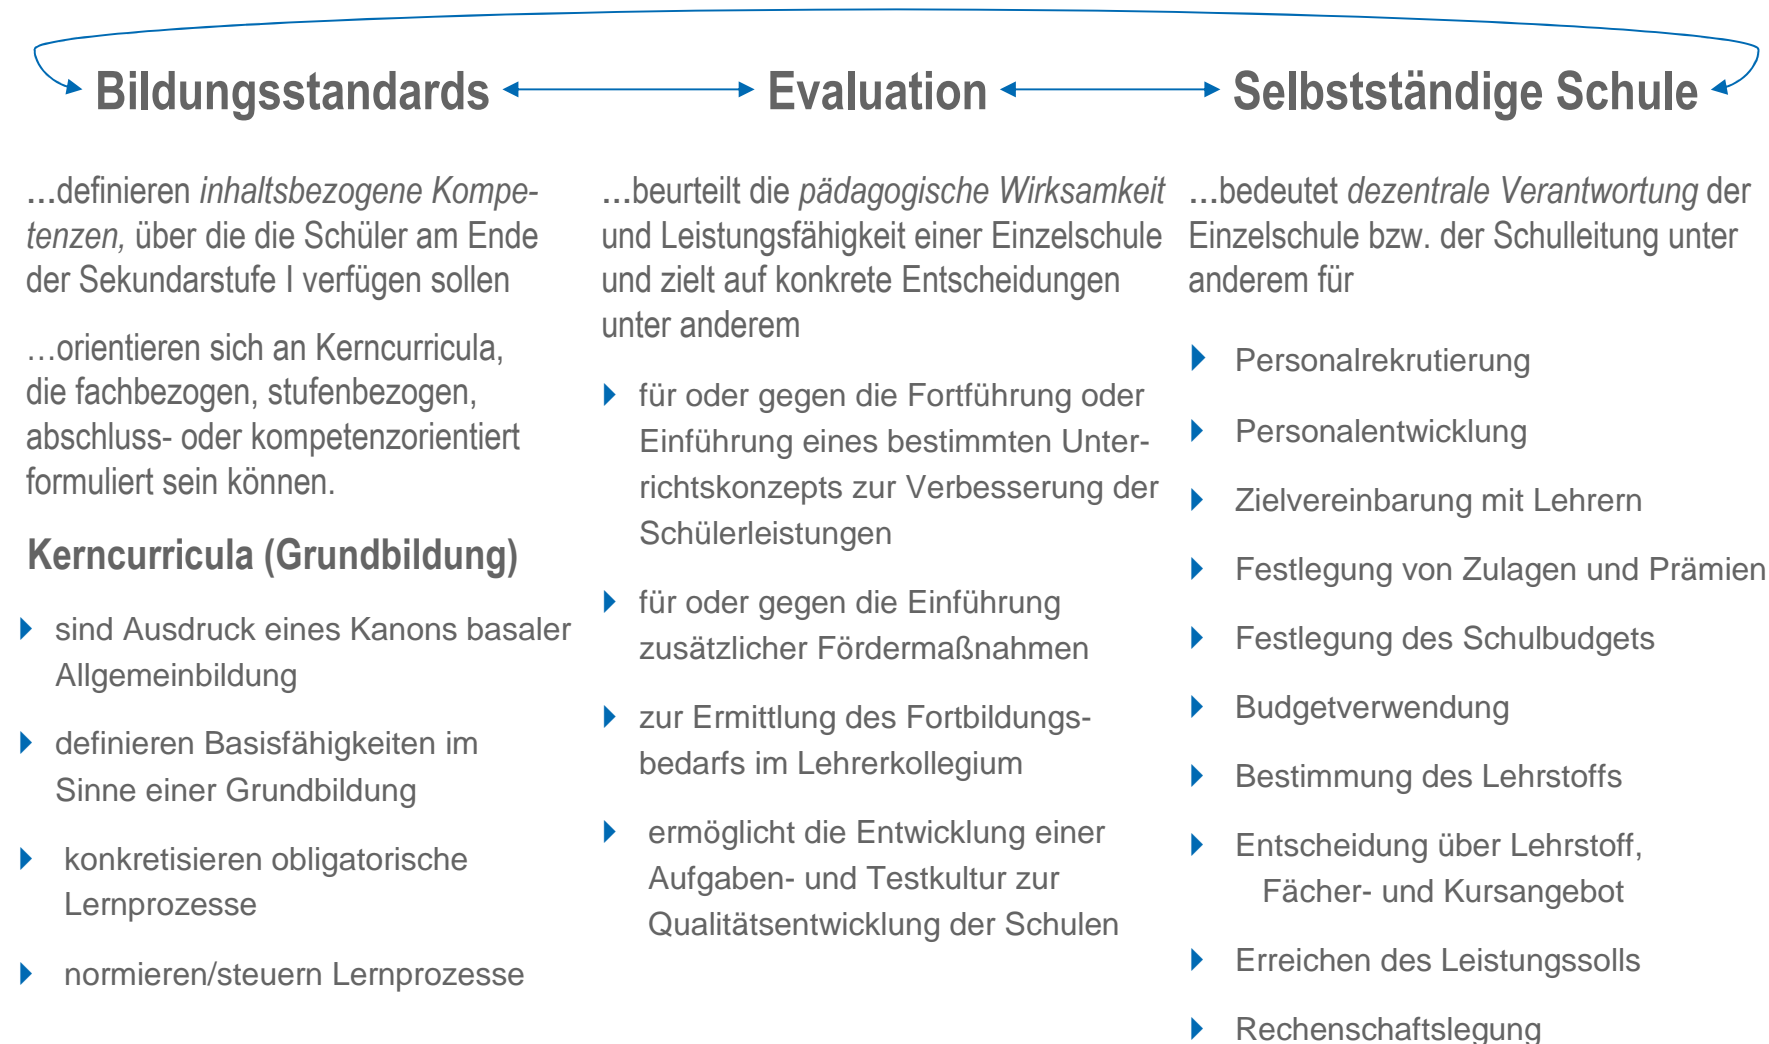 Bildungsstandards
Evaluation
Selbstständige Schule
…definieren inhaltsbezogene Kompe-
tenzen, über die die Schüler am Ende
der Sekundarstufe I verfügen sollen
…orientieren sich an Kerncurricula,
die fachbezogen, stufenbezogen,
abschluss- oder kompetenzorientiert
formuliert sein können.
Kerncurricula (Grundbildung)
sind Ausdruck eines Kanons basaler
Allgemeinbildung
definieren Basisfähigkeiten im
Sinne einer Grundbildung
konkretisieren obligatorische
Lernprozesse
normieren/steuern Lernprozesse
…beurteilt die pädagogische Wirksamkeit
und Leistungsfähigkeit einer Einzelschule
und zielt auf konkrete Entscheidungen
unter anderem
für oder gegen die Fortführung oder
Einführung eines bestimmten Unter-
richtskonzepts zur Verbesserung der
Schülerleistungen
für oder gegen die Einführung
zusätzlicher Fördermaßnahmen
zur Ermittlung des Fortbildungs-
bedarfs im Lehrerkollegium
ermöglicht die Entwicklung einer
Aufgaben- und Testkultur zur
Qualitätsentwicklung der Schulen
…bedeutet dezentrale Verantwortung der
Einzelschule bzw. der Schulleitung unter
anderem für
Personalrekrutierung
Personalentwicklung
Zielvereinbarung mit Lehrern
Festlegung von Zulagen und Prämien
Festlegung des Schulbudgets
Budgetverwendung
Bestimmung des Lehrstoffs
Entscheidung über Lehrstoff,
Fächer- und Kursangebot
Erreichen des Leistungssolls
Rechenschaftslegung